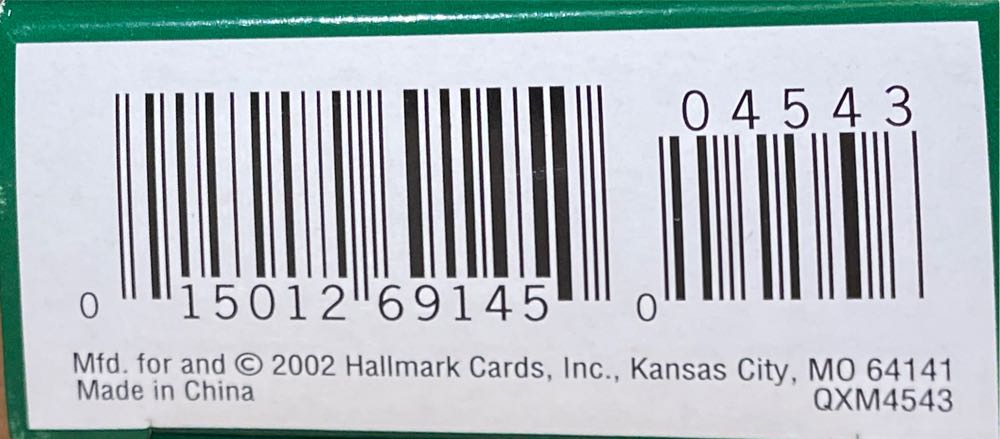 04543
0 15012 69145 0
Mfd. for and © 2002 Hallmark Cards, Inc., Kansas City, MO 64141
Made in China
QXM4543